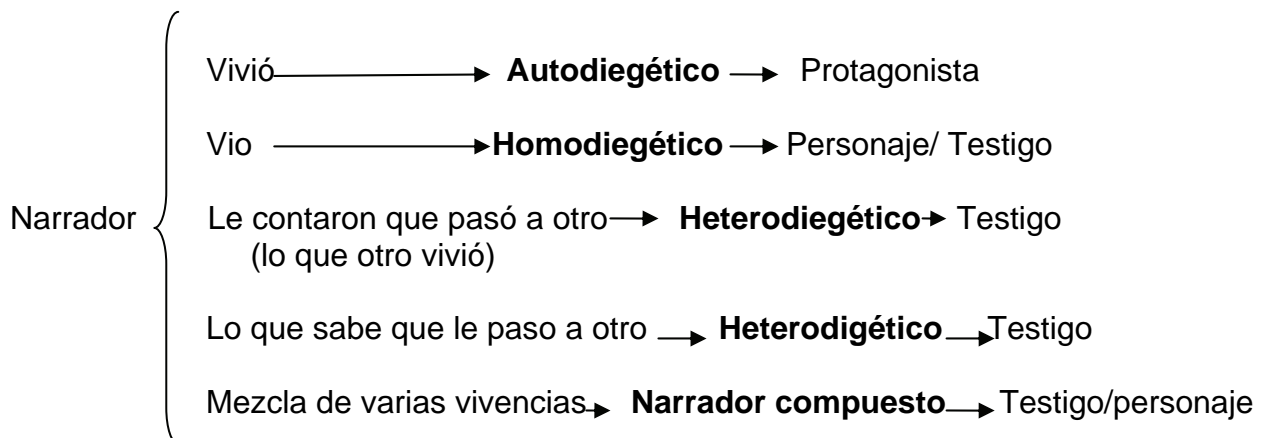 Vivió Autodiegético Protagonista
Vio Homodiegético Personaje/ Testigo
Narrador Le contaron que pasó a otro Heterodiegético Testigo
(lo que otro vivió)
Lo que sabe que le paso a otro Heterodigético Testigo
Mezcla de varias vivencias Narrador compuesto Testigo/personaje